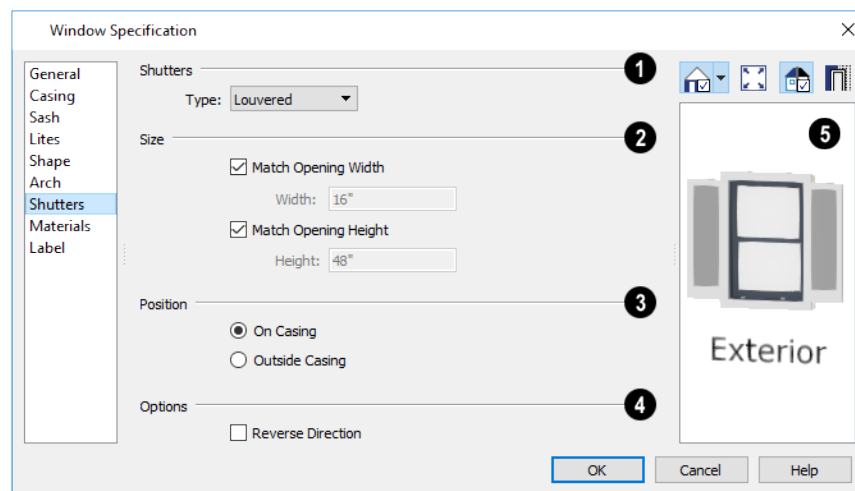 Window Specification
General
Casing
Sash
Lites
Shape
Arch
Shutters
Materials
Label
Shutters
1
Type: Louvered
Size
2
Match Opening Width
Width: 16"
Match Opening Height
Height: 48"
Position
3
On Casing
Outside Casing
Options
4
Reverse Direction
5
Exterior
OK Cancel Help